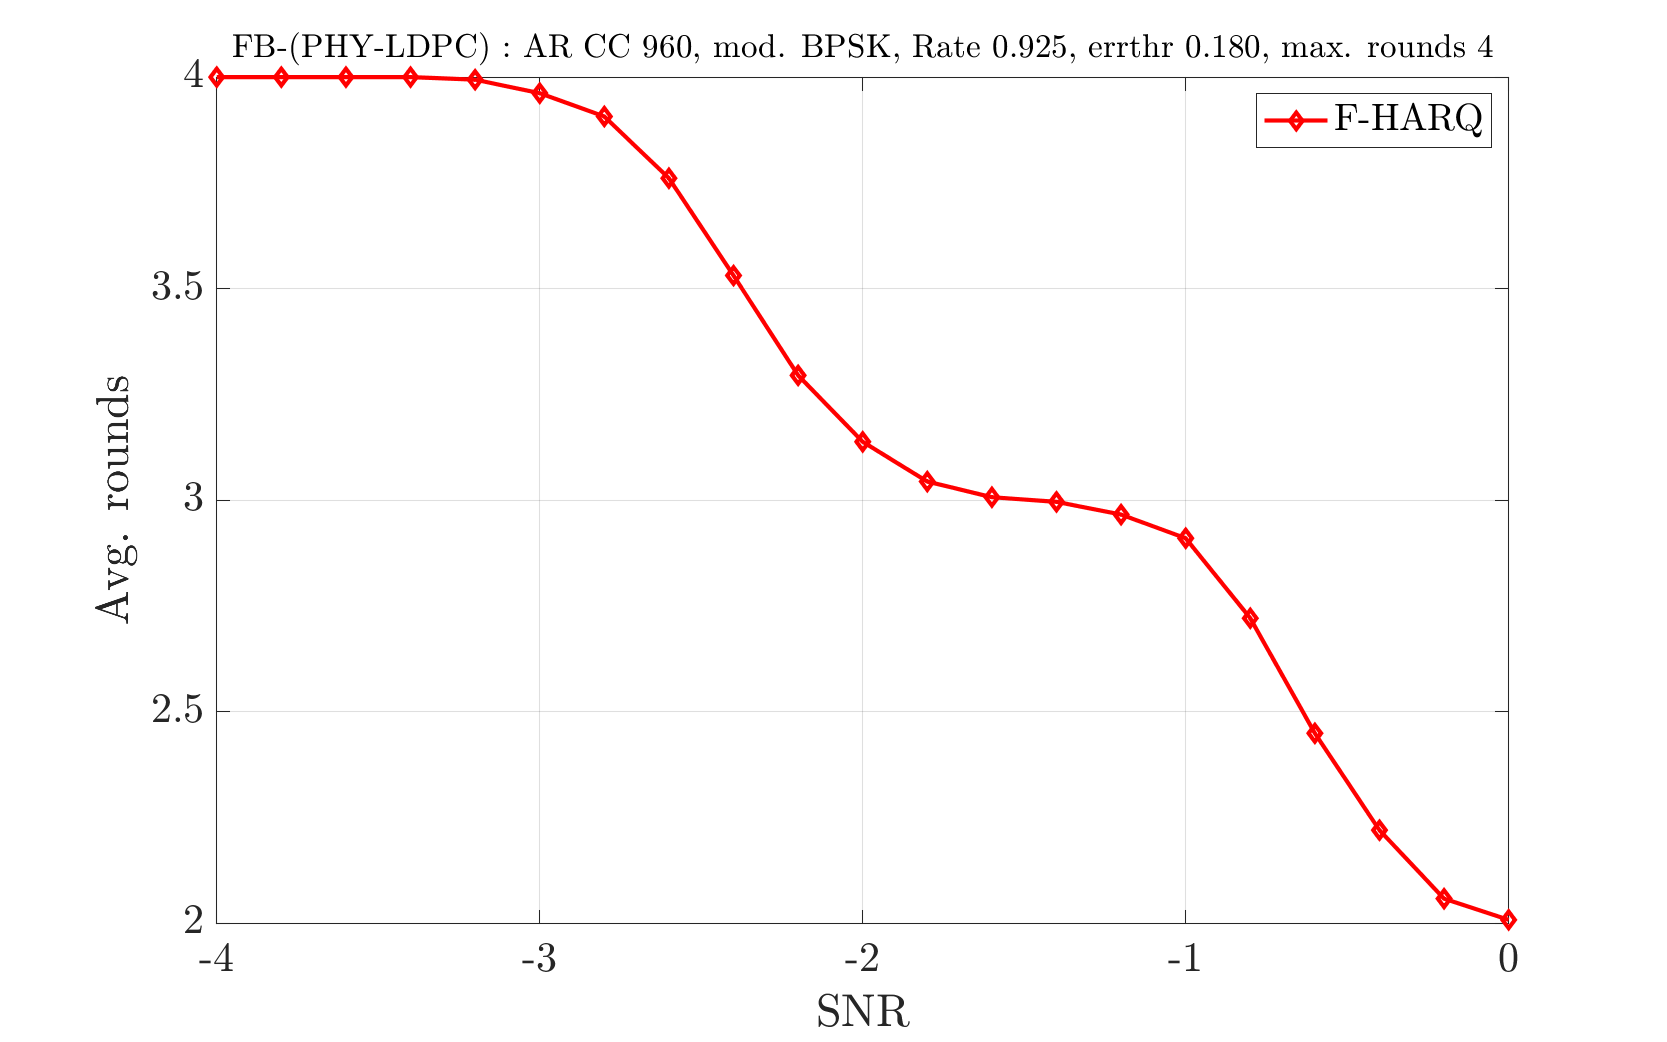 FB-(PHY-LDPC) : AR CC 960, mod. BPSK, Rate 0.925, errthr 0.180, max. rounds 4
F-HARQ
4
3.5
3
2.5
2
Avg. rounds
-4 -3 -2 -1 0
SNR